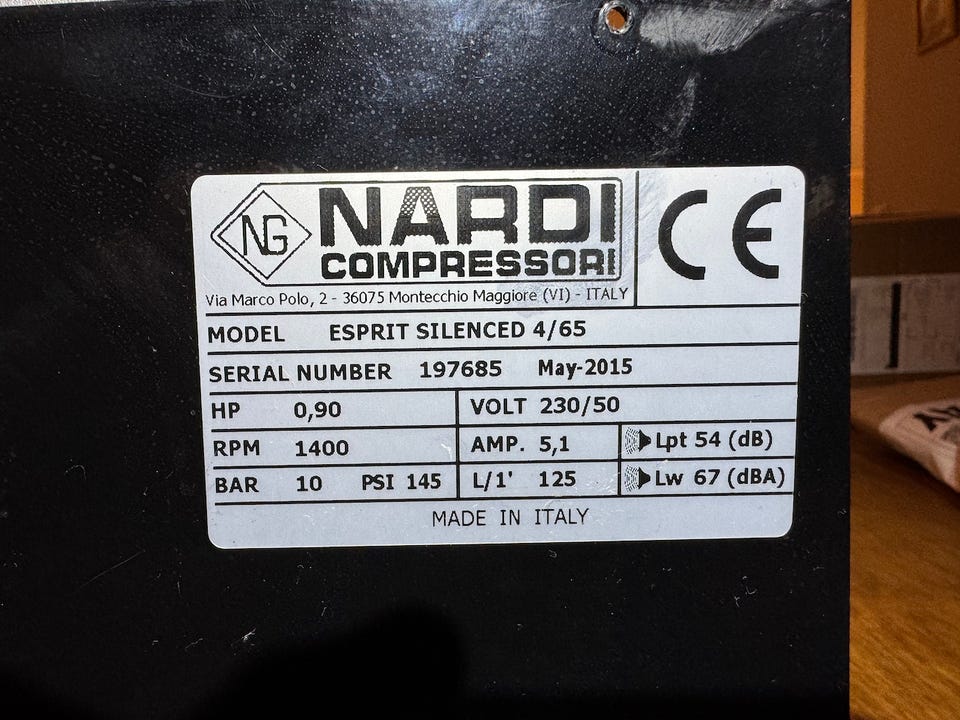 NG NARDI
COMPRESSORI
CE
Via Marco Polo, 2 - 36075 Montecchio Maggiore (VI) - ITALY
MODEL ESPRIT SILENCED 4/65
SERIAL NUMBER 197685 May-2015
HP 0,90 VOLT 230/50
RPM 1400 AMP. 5,1 Lpt 54 (dB)
BAR 10 PSI 145 L/1' 125 Lw 67 (dBA)
MADE IN ITALY